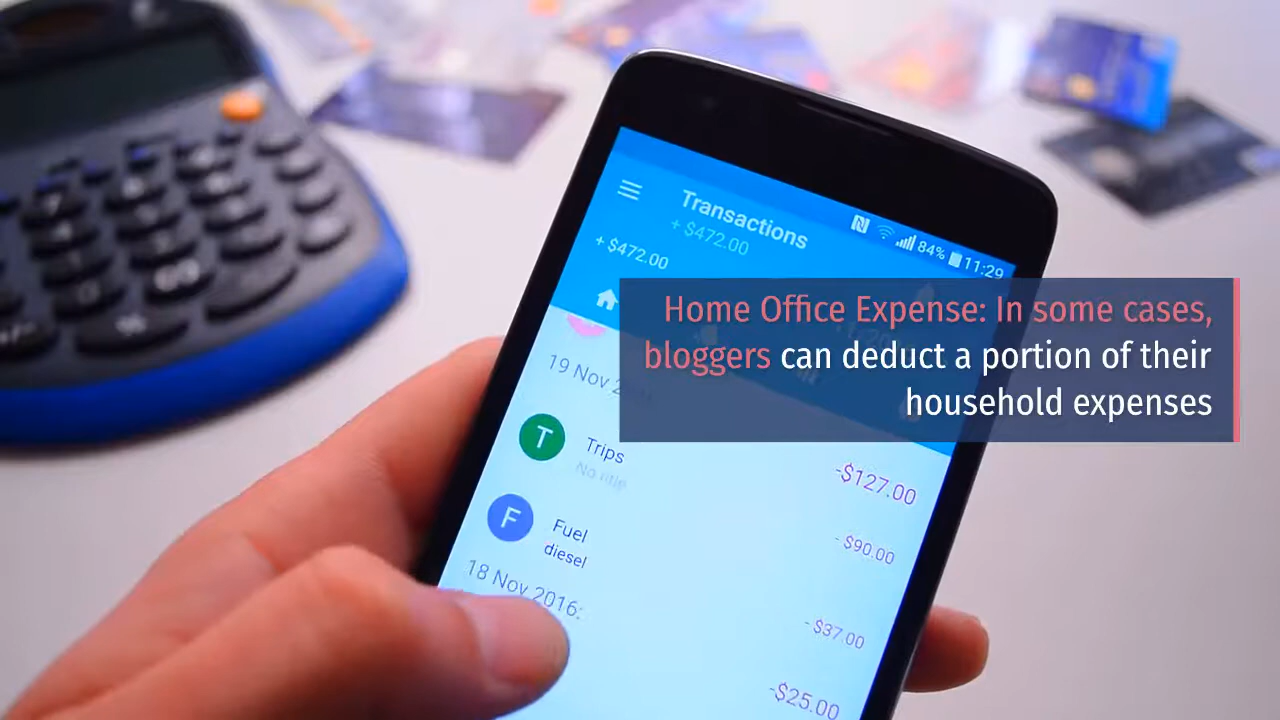 Transactions
+ $472.00
+ $472.00
84% 11:29
Home Office Expense: In some cases,
bloggers can deduct a portion of their
household expenses
19 Nov
T
Trips
No title
-$127.00
F
Fuel
diesel
- $90.00
18 Nov 2016
- $37.00
-$25.00